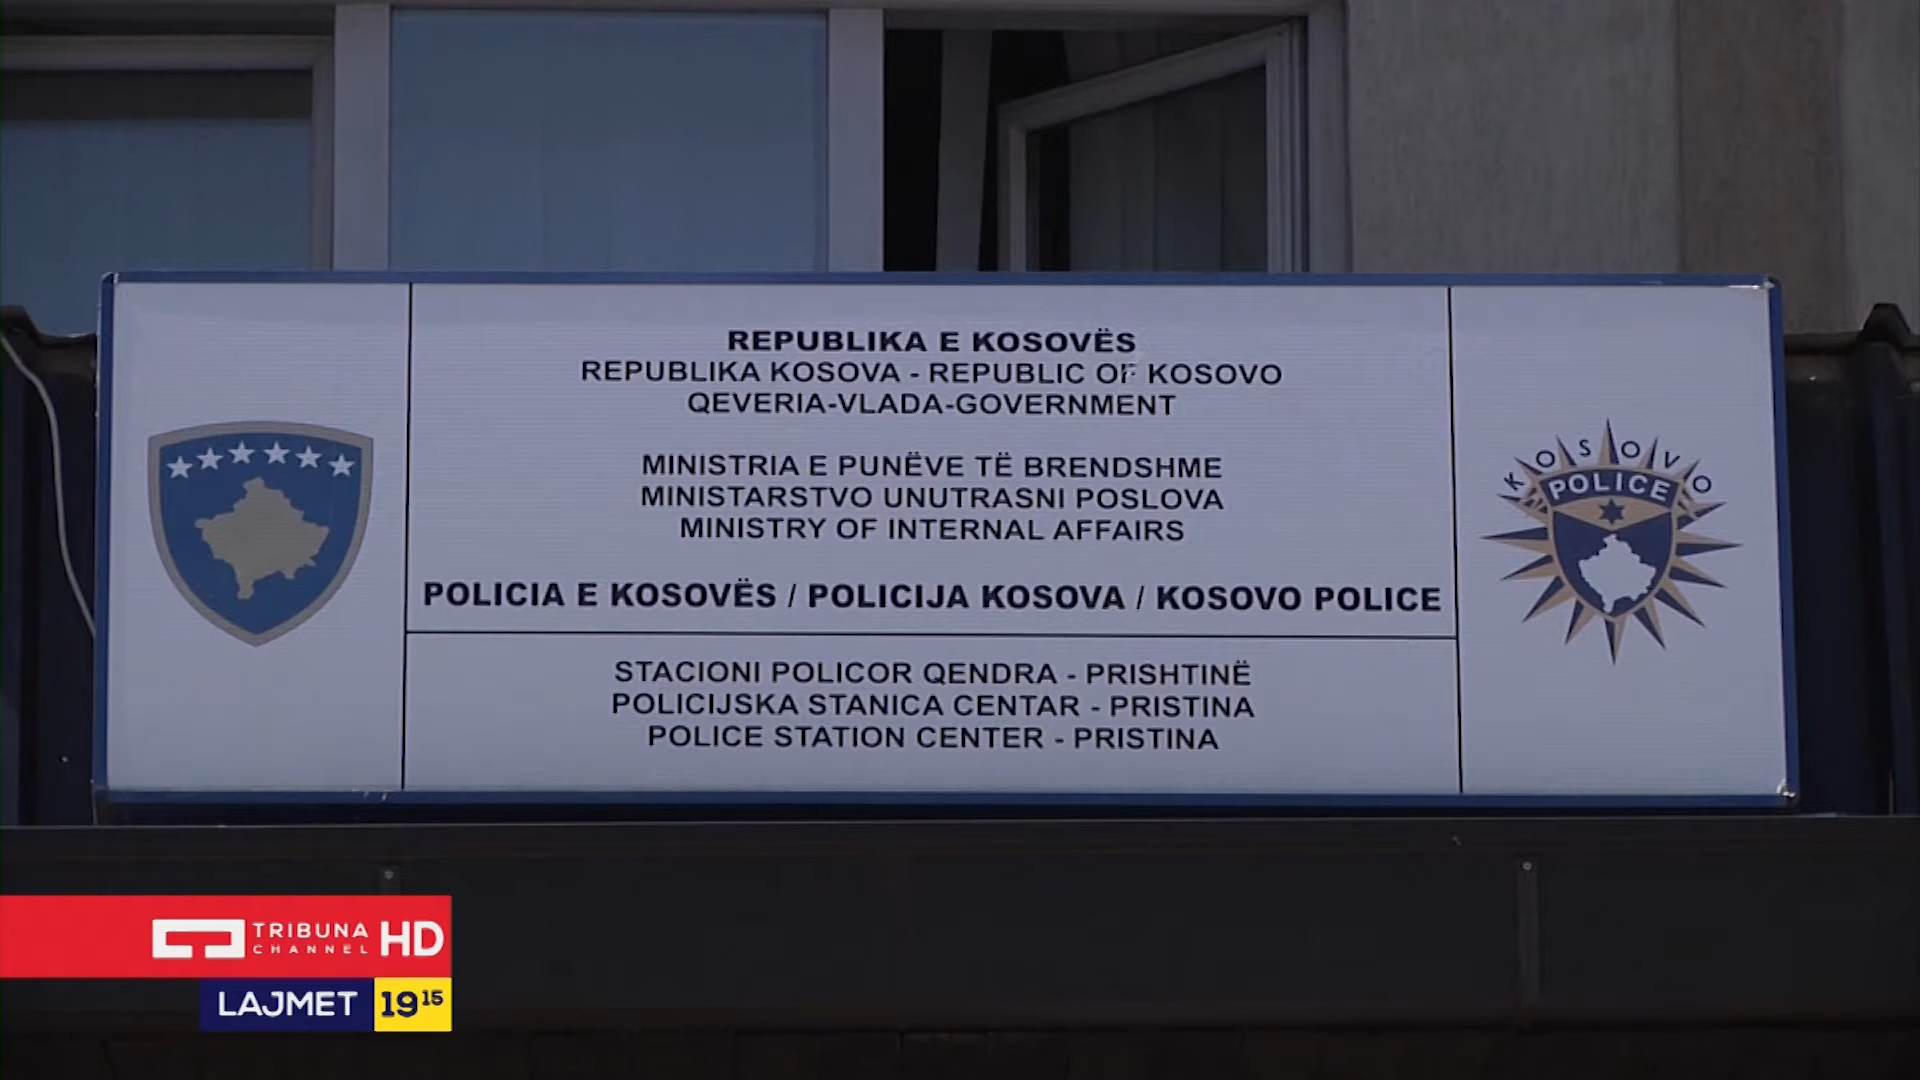 REPUBLIKA E KOSOVËS
REPUBLIKA KOSOVA - REPUBLIC OF KOSOVO
QEVERIA-VLADA-GOVERNMENT
MINISTRIA E PUNËVE TË BRENDSHME
MINISTARSTVO UNUTRASNI POSLOVA
MINISTRY OF INTERNAL AFFAIRS
POLICIA E KOSOVËS / POLICIJA KOSOVA / KOSOVO POLICE
STACIONI POLICOR QENDRA - PRISHTINË
POLICIJSKA STANICA CENTAR - PRISTINA
POLICE STATION CENTER - PRISTINA
KOSOVO
POLICE
TRIBUNA
CHANNEL
HD
LAJMET 19 15